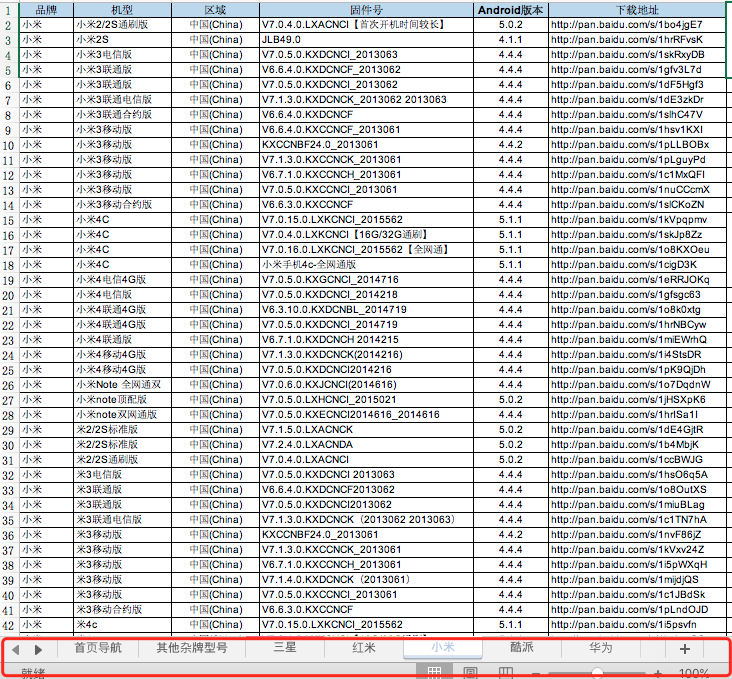 品牌 机型 区域 固件号 Android版本 下载地址
1
2 小米 小米2/2S通刷版 中国(China) V7.0.4.0.LXACNCI【首次开机时间较长】 5.0.2 http://pan.baidu.com/s/1bo4jgE7
3 小米 小米2S 中国(China) JLB49.0 4.1.1 http://pan.baidu.com/s/1hrRFvsK
4 小米 小米3电信版 中国(China) V7.0.5.0.KXDCNCI_2013063 4.4.4 http://pan.baidu.com/s/1skRxyDB
5 小米 小米3联通版 中国(China) V6.6.4.0.KXDCNCF_2013062 4.4.4 http://pan.baidu.com/s/1gfv3L7d
6 小米 小米3联通版 中国(China) V7.0.5.0.KXDCNCI_2013062 4.4.4 http://pan.baidu.com/s/1dF5Hgf3
7 小米 小米3联通电信版 中国(China) V7.1.3.0.KXDCNCK_2013062 2013063 4.4.4 http://pan.baidu.com/s/1dE3zkDr
8 小米 小米3联通合约版 中国(China) V6.6.4.0.KXDCNCF 4.4.4 http://pan.baidu.com/s/1slhC47V
9 小米 小米3移动版 中国(China) V6.6.4.0.KXCCNCF_2013061 4.4.4 http://pan.baidu.com/s/1hsv1KXI
10 小米 小米3移动版 中国(China) KXCCNBF24.0_2013061 4.4.2 http://pan.baidu.com/s/1pLLBOBx
11 小米 小米3移动版 中国(China) V7.1.3.0.KXCCNCK_2013061 4.4.4 http://pan.baidu.com/s/1pLguyPd
12 小米 小米3移动版 中国(China) V6.7.1.0.KXCCNCH_2013061 4.4.4 http://pan.baidu.com/s/1c1MxQFI
13 小米 小米3移动版 中国(China) V7.0.5.0.KXCCNCI_2013061 4.4.4 http://pan.baidu.com/s/1nuCCcmX
14 小米 小米3移动合约版 中国(China) V6.6.3.0.KXCCNCF 4.4.4 http://pan.baidu.com/s/1slCKoZN
15 小米 小米4C 中国(China) V7.0.15.0.LXKCNCI_2015562 5.1.1 http://pan.baidu.com/s/1kVpqpmv
16 小米 小米4C 中国(China) V7.0.4.0.LXKCNCI【16G/32G通刷】 5.1.1 http://pan.baidu.com/s/1skJp8Zz
17 小米 小米4C 中国(China) V7.0.16.0.LXKCNCI_2015562【全网通】 5.1.1 http://pan.baidu.com/s/1o8KXOeu
18 小米 小米4C 中国(China) 小米手机4c-全网通版 5.1.1 http://pan.baidu.com/s/1cigD3K
19 小米 小米4电信4G版 中国(China) V7.0.5.0.KXGCNCI_2014716 4.4.4 http://pan.baidu.com/s/1eRRJOKq
20 小米 小米4电信版 中国(China) V7.0.5.0.KXDCNCI_2014218 4.4.4 http://pan.baidu.com/s/1gfsgc63
21 小米 小米4联通4G版 中国(China) V6.3.10.0.KXDCNBL_2014719 4.4.4 http://pan.baidu.com/s/1o8k0xtg
22 小米 小米4联通4G版 中国(China) V7.0.5.0.KXDCNCI_2014719 4.4.4 http://pan.baidu.com/s/1hrNBCyw
23 小米 小米4联通版 中国(China) V6.7.1.0.KXDCNCH 2014215 4.4.4 http://pan.baidu.com/s/1miEWrhQ
24 小米 小米4移动4G版 中国(China) V7.1.3.0.KXDCNCK(2014216) 4.4.4 http://pan.baidu.com/s/1i4StsDR
25 小米 小米4移动4G版 中国(China) V7.0.5.0.KXDCNCI2014216 4.4.4 http://pan.baidu.com/s/1pK9QjDh
26 小米 小米Note 全网通双 中国(China) V7.0.6.0.KXJCNCI(2014616) 4.4.4 http://pan.baidu.com/s/1o7DqdnW
27 小米 小米note顶配版 中国(China) V7.0.5.0.LXHCNCI_2015021 5.0.2 http://pan.baidu.com/s/1jHSXpK6
28 小米 小米note双网通版 中国(China) V7.0.5.0.KXECNCI2014616_2014616 4.4.4 http://pan.baidu.com/s/1hrlSa1I
29 小米 米2/2S标准版 中国(China) V7.1.5.0.LXACNCK 5.0.2 http://pan.baidu.com/s/1dE4GjtR
30 小米 米2/2S标准版 中国(China) V7.2.4.0.LXACNDA 5.0.2 http://pan.baidu.com/s/1b4MbjK
31 小米 米2/2S通刷版 中国(China) V7.0.4.0.LXACNCI 5.0.2 http://pan.baidu.com/s/1ccBWJG
32 小米 米3电信版 中国(China) V7.0.5.0.KXDCNCI 2013063 4.4.4 http://pan.baidu.com/s/1hsO6q5A
33 小米 米3联通版 中国(China) V6.6.4.0.KXDCNCF2013062 4.4.4 http://pan.baidu.com/s/1o8OutXS
34 小米 米3联通版 中国(China) V7.0.5.0.KXDCNCI2013062 4.4.4 http://pan.baidu.com/s/1miuBLag
35 小米 米3联通电信版 中国(China) V7.1.3.0.KXDCNCK（2013062 2013063） 4.4.4 http://pan.baidu.com/s/1c1TN7hA
36 小米 米3移动版 中国(China) KXCCNBF24.0_2013061 4.4.2 http://pan.baidu.com/s/1nvF86jZ
37 小米 米3移动版 中国(China) V7.1.3.0.KXCCNCK_2013061 4.4.4 http://pan.baidu.com/s/1kVxv24Z
38 小米 米3移动版 中国(China) V6.7.1.0.KXCCNCH_2013061 4.4.4 http://pan.baidu.com/s/1i5pWXqH
39 小米 米3移动版 中国(China) V7.1.4.0.KXDCNCK（2013061） 4.4.4 http://pan.baidu.com/s/1mijdjQS
40 小米 米3移动版 中国(China) V7.0.5.0.KXCCNCI_2013061 4.4.4 http://pan.baidu.com/s/1c1JBdSk
41 小米 米3移动合约版 中国(China) V6.6.3.0.KXCCNCF 4.4.4 http://pan.baidu.com/s/1pLndOJD
42 小米 米4c 中国(China) V7.0.15.0.LXKCNCI_2015562 5.1.1 http://pan.baidu.com/s/1i5psvfn
首页导航 其他杂牌型号 三星 红米 小米 酷派 华为 +
就绪 100%